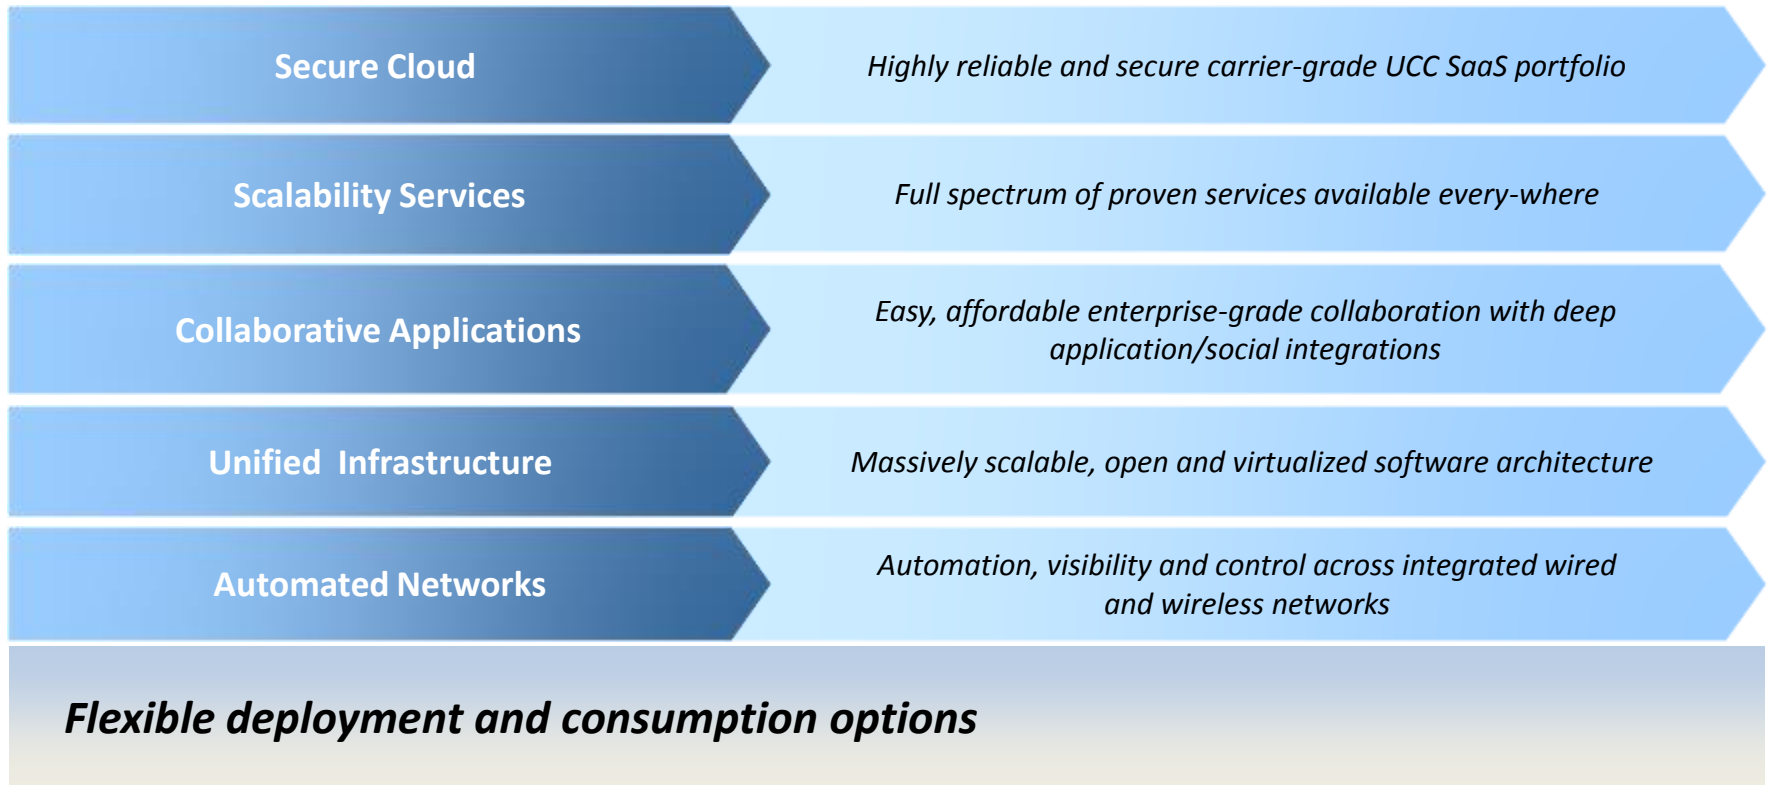 Secure Cloud
Highly reliable and secure carrier-grade UCC SaaS portfolio
Scalability Services
Full spectrum of proven services available every-where
Collaborative Applications
Easy, affordable enterprise-grade collaboration with deep
application/social integrations
Unified Infrastructure
Massively scalable, open and virtualized software architecture
Automated Networks
Automation, visibility and control across integrated wired
and wireless networks
Flexible deployment and consumption options